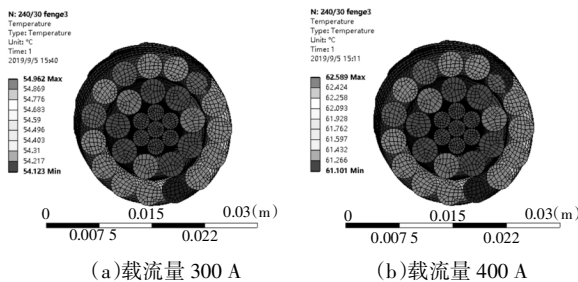 N: 240/30 fenge3
Temperature
Type: Temperature
Unit: °C
Time: 1
2019/9/5 15:40
54.962 Max
54.869
54.776
54.683
54.59
54.496
54.403
54.31
54.217
54.123 Min
0
0.015
0.03(m)
0.007 5
0.022
(a)载流量 300 A
N: 240/30 fenge3
Temperature
Type: Temperature
Unit: °C
Time: 1
2019/9/5 15:11
62.589 Max
62.424
62.258
62.093
61.928
61.762
61.597
61.432
61.266
61.101 Min
0
0.015
0.03(m)
0.007 5
0.022
(b)载流量 400 A